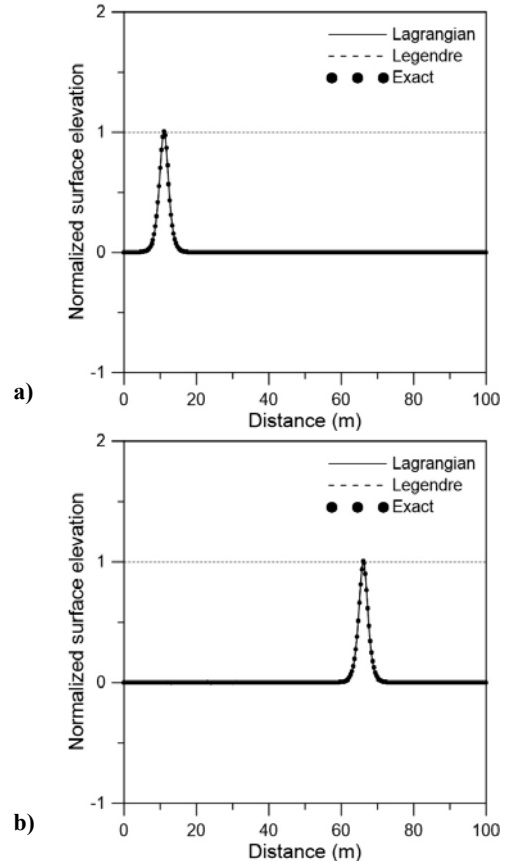 2
Lagrangian
Legendre
Exact
1
0
-1
Normalized surface elevation
0 20 40 60 80 100
Distance (m)
a)
2
Lagrangian
Legendre
Exact
1
0
-1
Normalized surface elevation
0 20 40 60 80 100
Distance (m)
b)